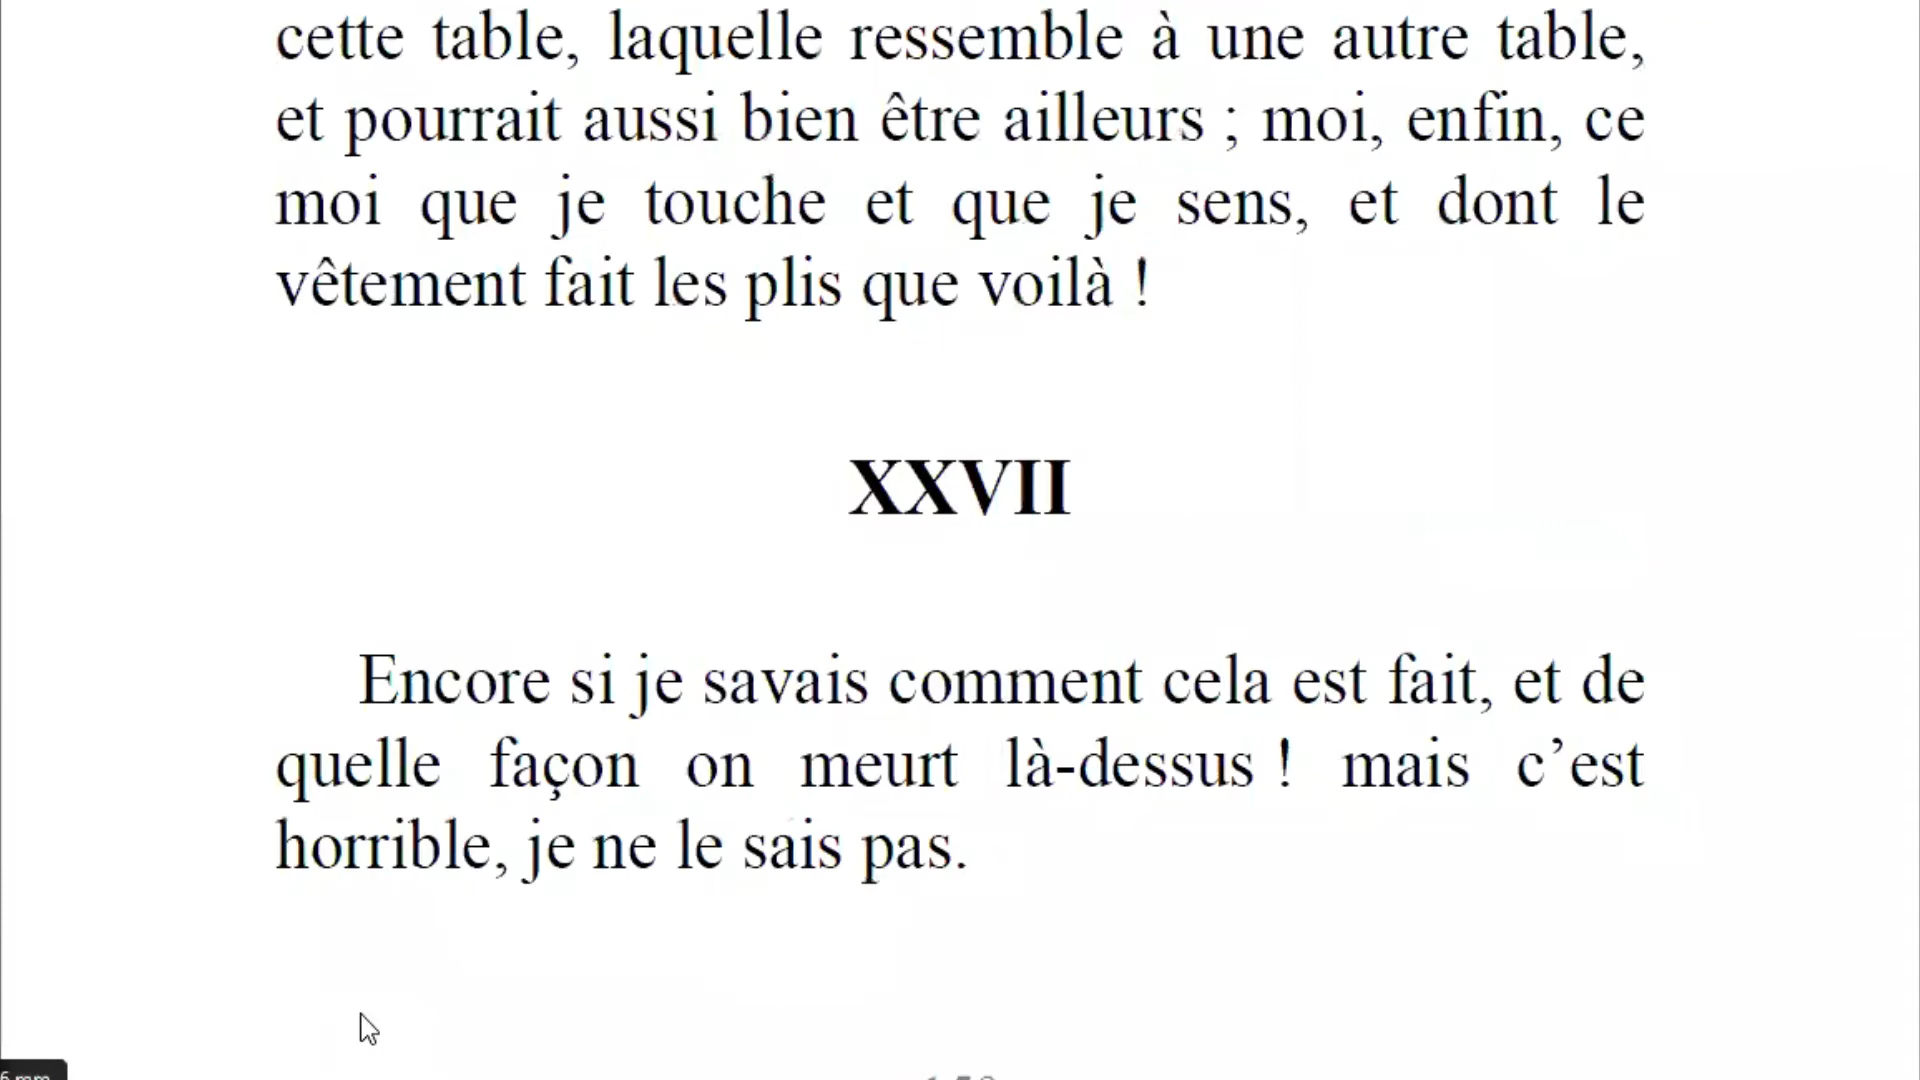 cette table, laquelle ressemble à une autre table,
et pourrait aussi bien être ailleurs ; moi, enfin, ce
moi que je touche et que je sens, et dont le
vêtement fait les plis que voilà !
XXVII
Encore si je savais comment cela est fait, et de
quelle façon on meurt là-dessus ! mais c’est
horrible, je ne le sais pas.